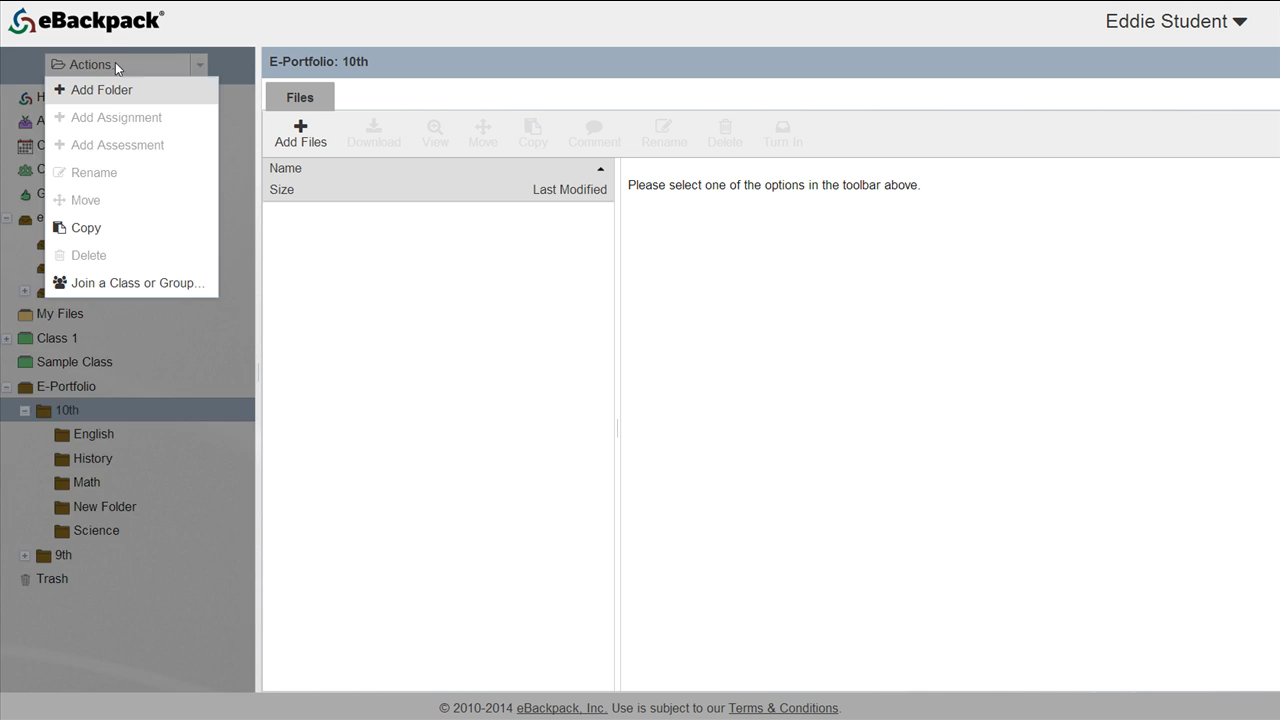 eBackpack®
Eddie Student
Actions
E-Portfolio: 10th
Add Folder
Add Assignment
Add Assessment
Rename
Move
Copy
Delete
Join a Class or Group...
H
A
C
C
G
e
My Files
Class 1
Sample Class
E-Portfolio
10th
English
History
Math
New Folder
Science
9th
Trash
Files
Add Files Download View Move Copy Comment Rename Delete Turn In
Name
Size Last Modified
Please select one of the options in the toolbar above.
© 2010-2014 eBackpack, Inc. Use is subject to our Terms & Conditions.